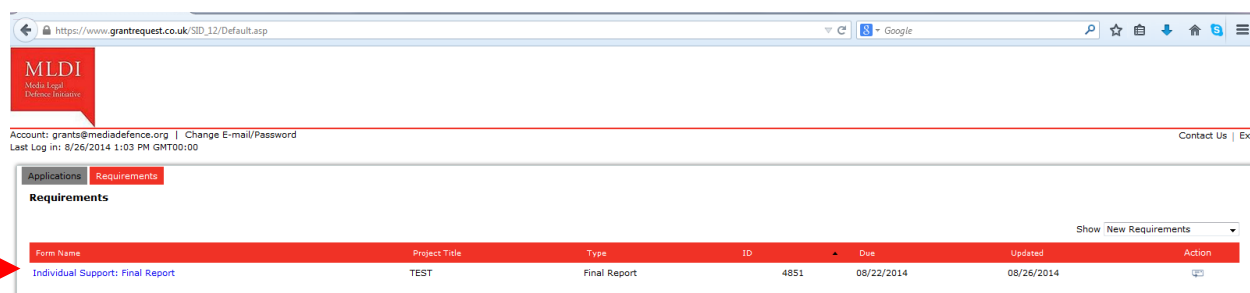 https://www.grantrequest.co.uk/SID_12/Default.asp
Google
MLDI
Media Legal
Defence Initiative
Account: grants@mediadefence.org | Change E-mail/Password
Contact Us | Ex
Last Log in: 8/26/2014 1:03 PM GMT00:00
Applications Requirements
Requirements
Show New Requirements
Form Name Project Title Type ID Due Updated Action
Individual Support: Final Report TEST Final Report 4851 08/22/2014 08/26/2014